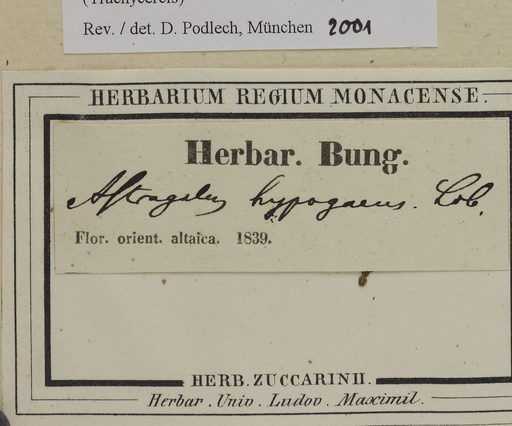 (Trachycercis)
Rev. / det. D. Podlech, München 2001
HERBARIUM REGIUM MONACENSE.
Herbar. Bung.
Astragalus hypogaeus. Ldb.
Flor. orient. altaica. 1839.
HERB. ZUCCARINII.
Herbar. Univ. Ludov. Maximil.